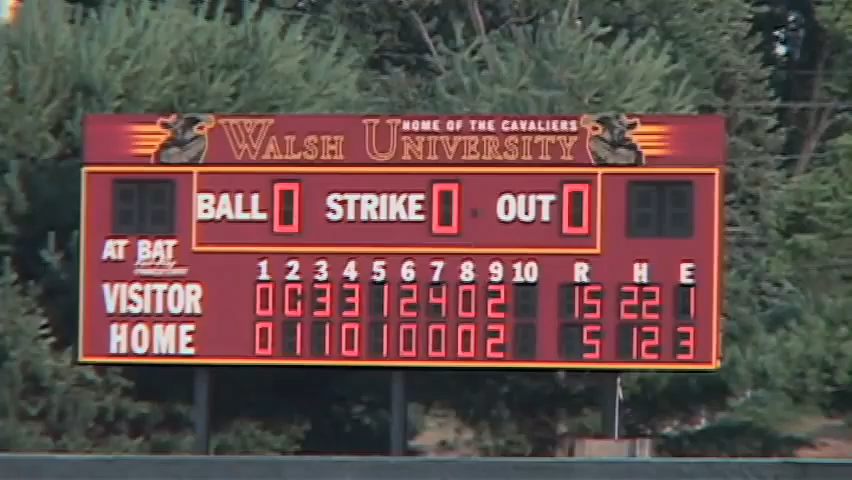 WALSH UNIVERSITY
HOME OF THE CAVALIERS
BALL 0 STRIKE 0 OUT 0
AT BAT
1 2 3 4 5 6 7 8 9 10 R H E
VISITOR 0 0 3 3 1 2 4 0 2 15 22 1
HOME 0 1 1 0 1 0 0 0 2 5 12 3